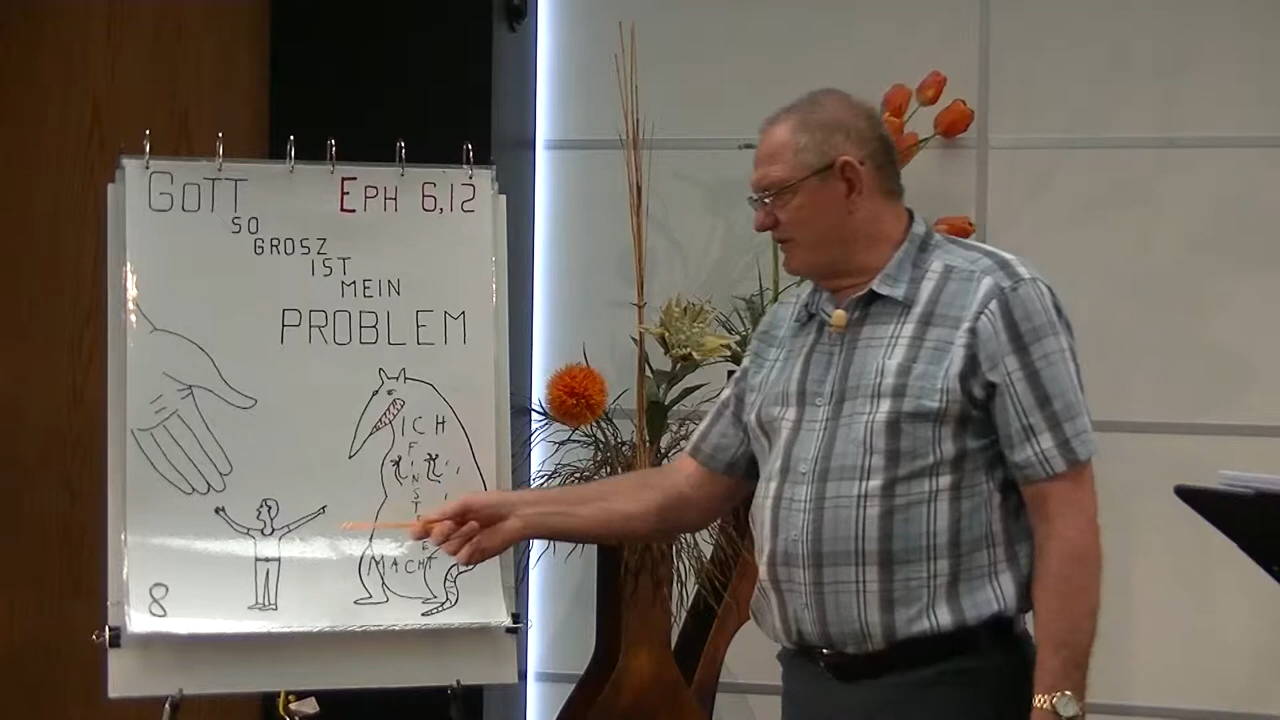 GOTT EPH 6,12
SO
GROSZ
IST
MEIN
PROBLEM
ICH
MACHT
8